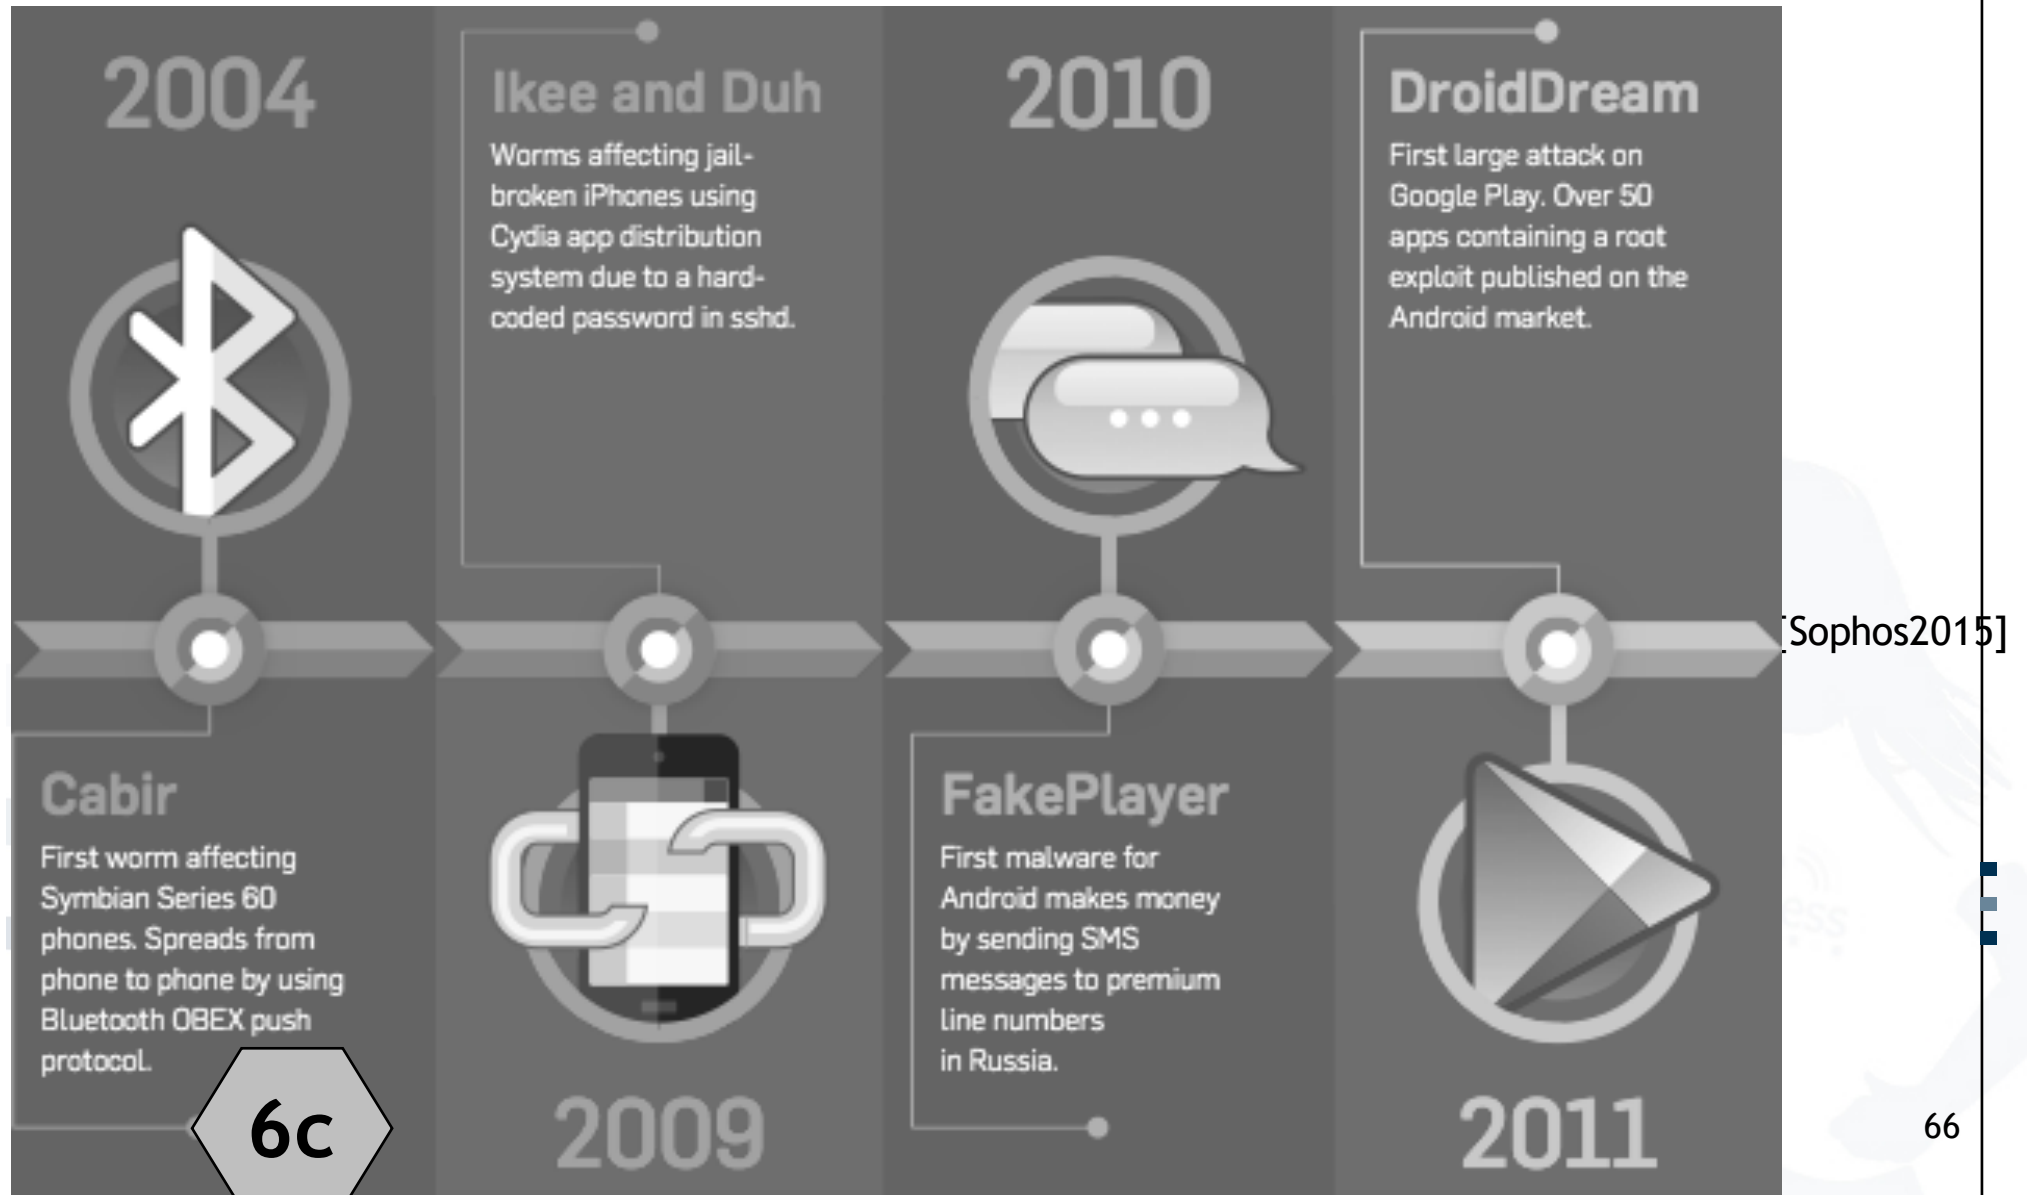 2004
Cabir
First worm affecting
Symbian Series 60
phones. Spreads from
phone to phone by using
Bluetooth OBEX push
protocol.
6c
Ikee and Duh
Worms affecting jail-
broken iPhones using
Cydia app distribution
system due to a hard-
coded password in sshd.
2009
2010
FakePlayer
First malware for
Android makes money
by sending SMS
messages to premium
line numbers
in Russia.
DroidDream
First large attack on
Google Play. Over 50
apps containing a root
exploit published on the
Android market.
2011
[Sophos2015]
66